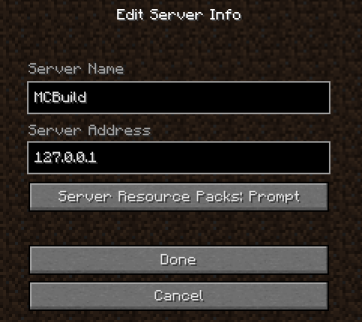 Edit Server Info
Server Name
MCBuild
Server Address
127.0.0.1
Server Resource Packs: Prompt
Done
Cancel